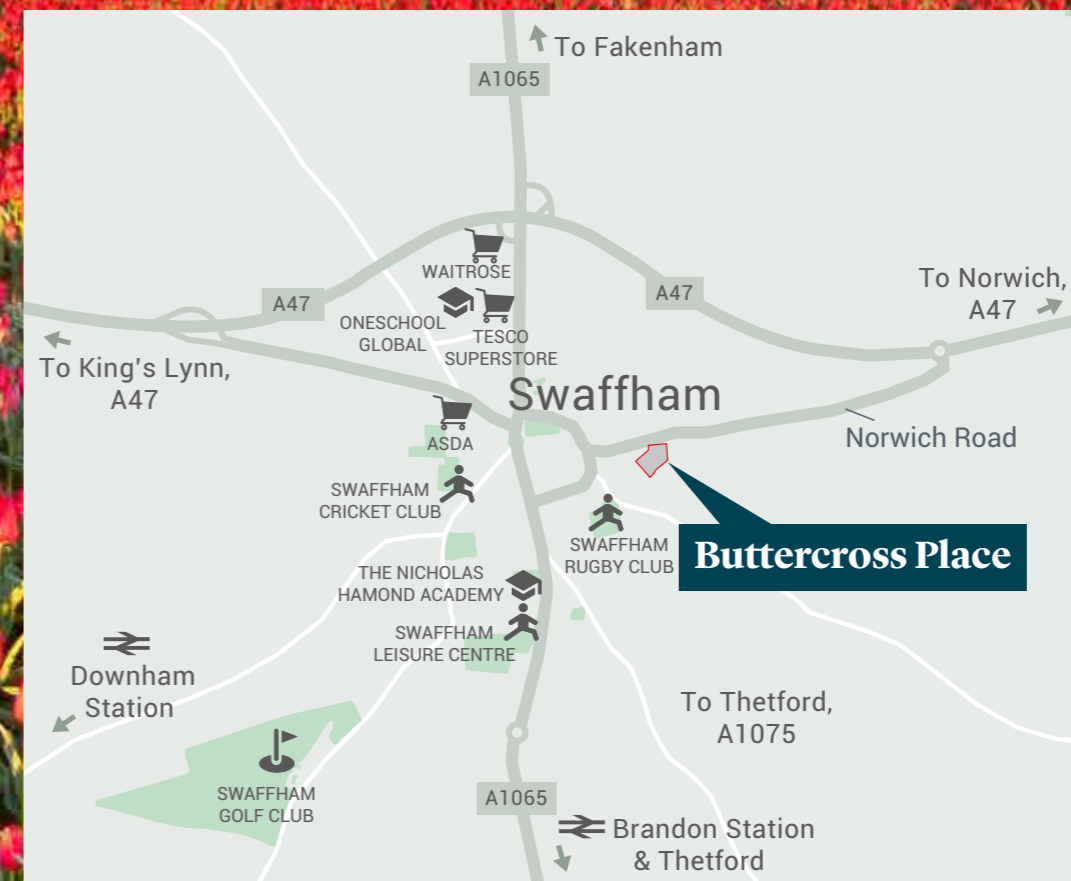 To Fakenham
A1065
WAITROSE
A47
A47
To Norwich,
A47
ONESCHOOL
GLOBAL
TESCO
SUPERSTORE
To King's Lynn,
A47
Swaffham
ASDA
Norwich Road
SWAFFHAM
CRICKET CLUB
SWAFFHAM
RUGBY CLUB
Buttercross Place
THE NICHOLAS
HAMOND ACADEMY
SWAFFHAM
LEISURE CENTRE
Downham
Station
To Thetford,
A1075
SWAFFHAM
GOLF CLUB
A1065
Brandon Station
& Thetford